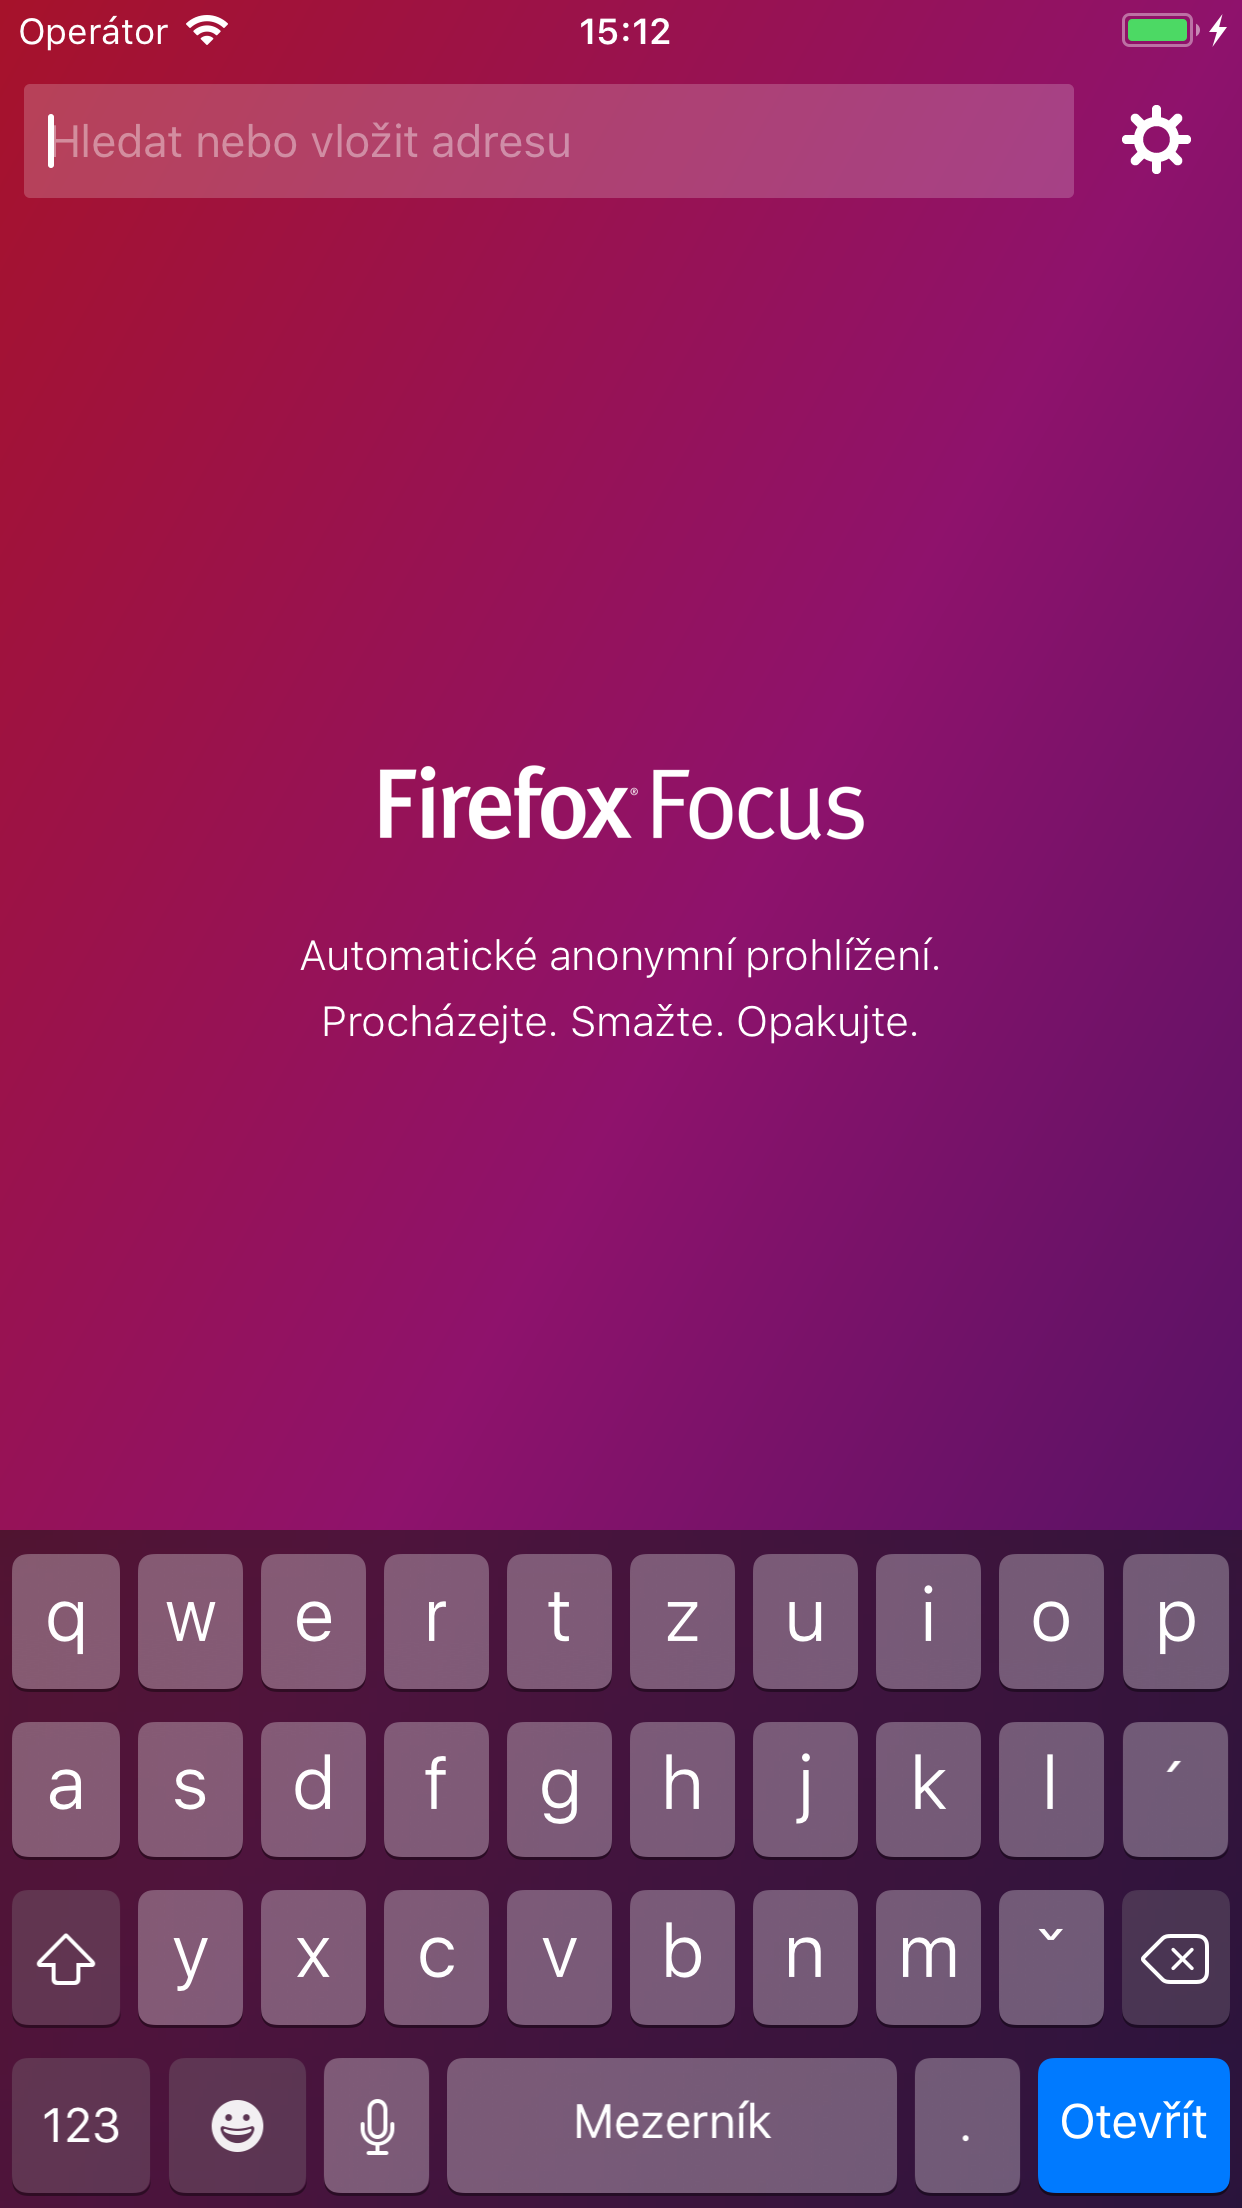 Operátor 15:12
Hledat nebo vložit adresu
Firefox® Focus
Automatické anonymní prohlížení.
Procházejte. Smažte. Opakujte.
q w e r t z u i o p
a s d f g h j k l ´
y x c v b n m ˇ
123 Mezerník . Otevřít